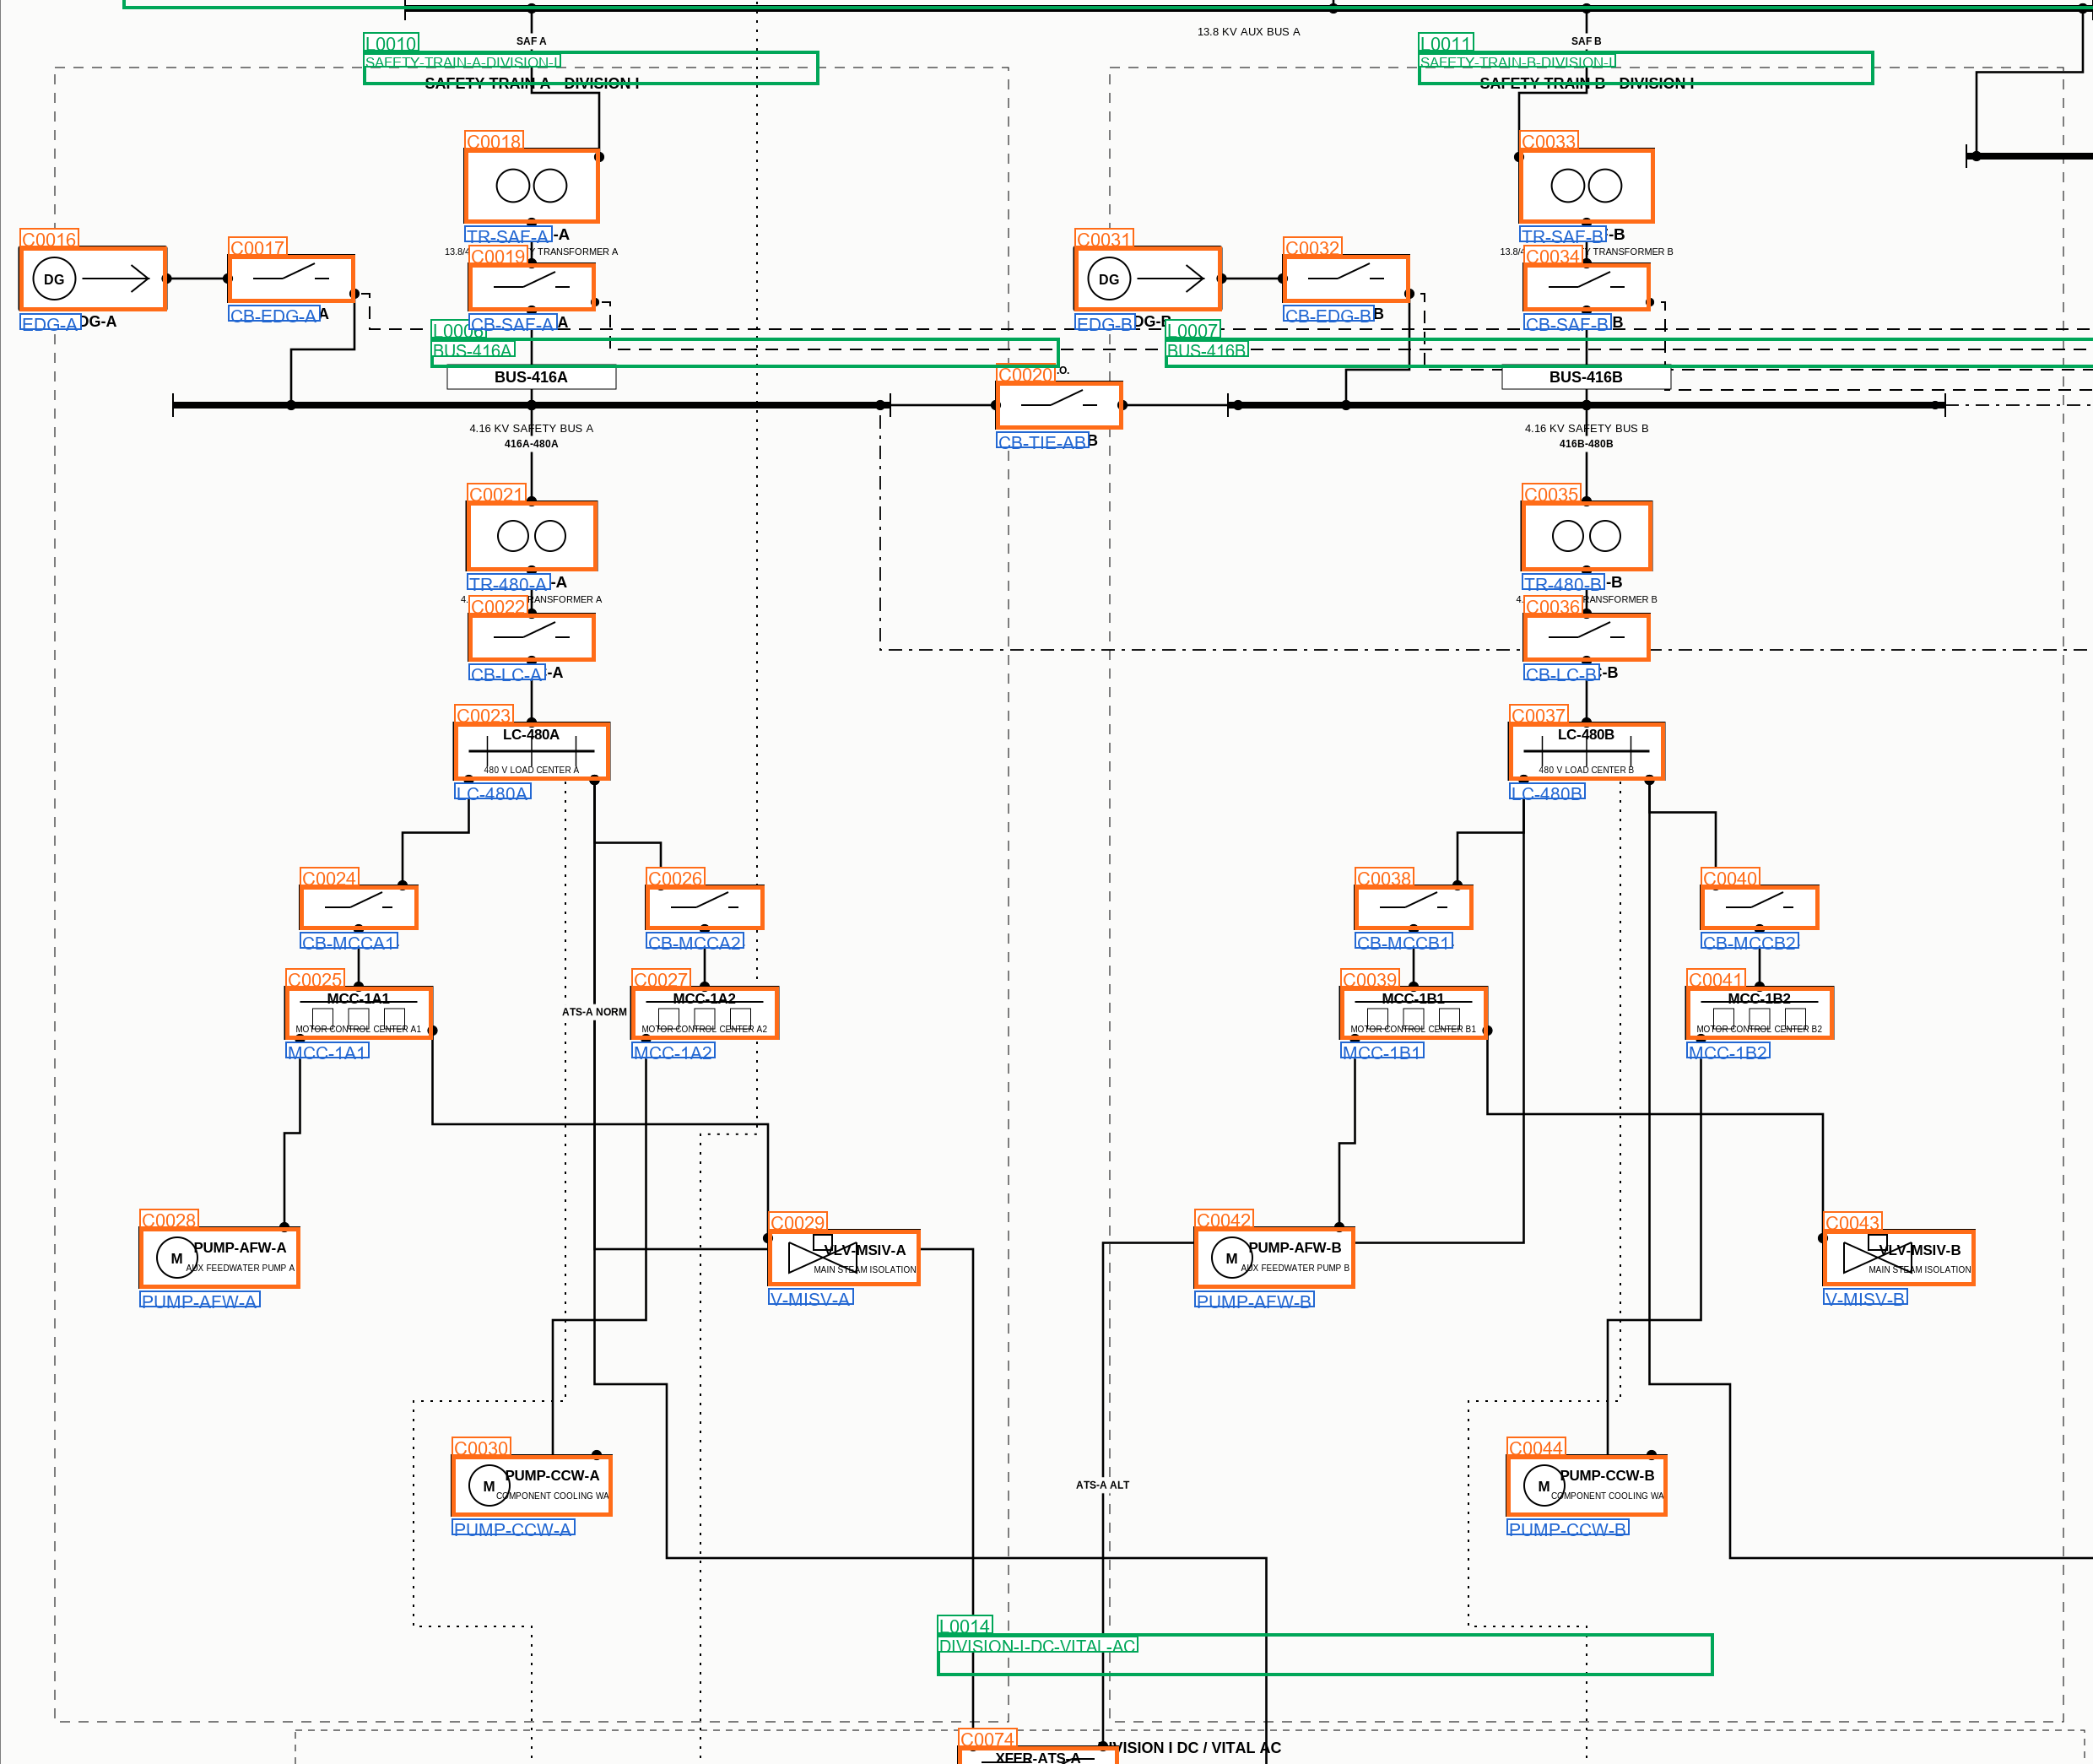 SAF A
13.8 KV AUX BUS A
SAF B
L0010
SAFETY-TRAIN-A-DIVISION-I
SAFETY TRAIN A - DIVISION I
L0011
SAFETY-TRAIN-B-DIVISION-I
SAFETY TRAIN B - DIVISION I
C0018
TR-SAF-A
-A
TRANSFORMER A
C0033
TR-SAF-B
-B
TRANSFORMER B
C0016
DG
EDG-A
DG-A
C0017
CB-EDG-A
A
C0019
CB-SAF-A
A
C0031
DG
EDG-B
C0032
CB-EDG-B
B
C0034
CB-SAF-B
B
L0006
BUS-416A
BUS-416A
L0007
BUS-416B
BUS-416B
C0020
CB-TIE-AB
B
4.16 KV SAFETY BUS A
416A-480A
4.16 KV SAFETY BUS B
416B-480B
C0021
TR-480-A
-A
C0035
TR-480-B
-B
C0022
CB-LC-A
-A
C0036
CB-LC-B
-B
C0023
LC-480A
480 V LOAD CENTER A
LC-480A
C0037
LC-480B
480 V LOAD CENTER B
LC-480B
C0024
CB-MCCA1
C0026
CB-MCCA2
C0038
CB-MCCB1
C0040
CB-MCCB2
C0025
MCC-1A1
MOTOR CONTROL CENTER A1
MCC-1A1
ATS-A NORM
C0027
MCC-1A2
MOTOR CONTROL CENTER A2
MCC-1A2
C0039
MCC-1B1
MOTOR CONTROL CENTER B1
MCC-1B1
C0041
MCC-1B2
MOTOR CONTROL CENTER B2
MCC-1B2
C0028
M
PUMP-AFW-A
AUX FEEDWATER PUMP A
PUMP-AFW-A
C0029
VLV-MSIV-A
MAIN STEAM ISOLATION
V-MISV-A
C0042
M
PUMP-AFW-B
AUX FEEDWATER PUMP B
PUMP-AFW-B
C0043
VLV-MSIV-B
MAIN STEAM ISOLATION
V-MISV-B
C0030
M
PUMP-CCW-A
COMPONENT COOLING WA
PUMP-CCW-A
ATS-A ALT
C0044
M
PUMP-CCW-B
COMPONENT COOLING WA
PUMP-CCW-B
L0014
DIVISION-I-DC-VITAL-AC
C0074
DIVISION I DC / VITAL AC
XFER-ATS-A